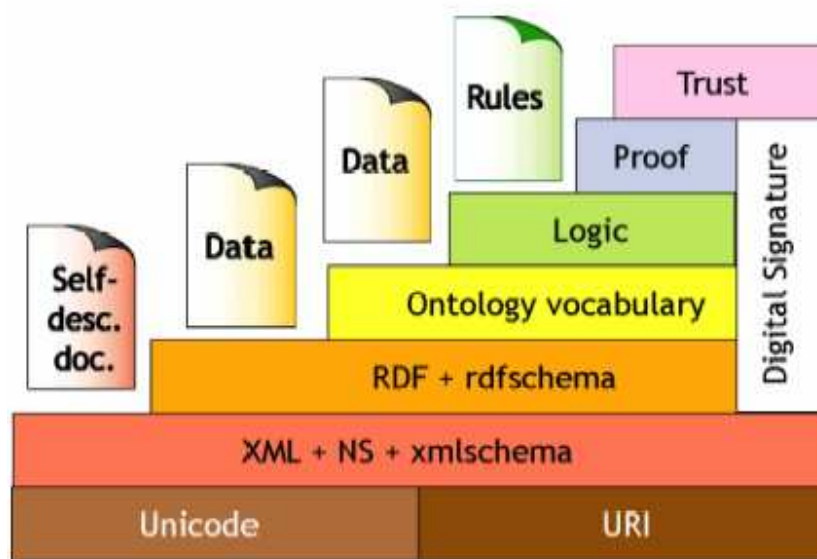 Rules
Trust
Data
Proof
Data
Logic
Self-
desc.
doc.
Ontology vocabulary
Digital Signature
RDF + rdfschema
XML + NS + xmlschema
Unicode
URI